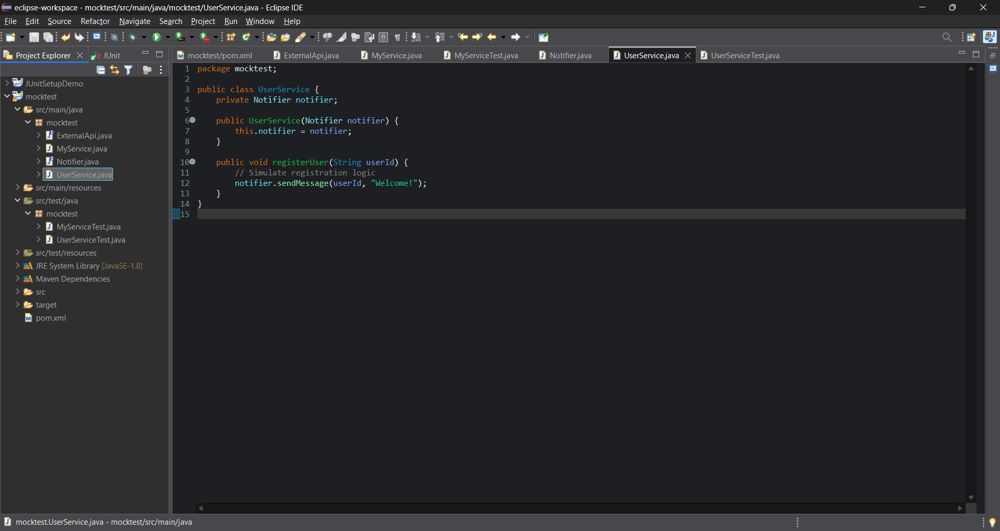 eclipse-workspace - mocktest/src/main/java/mocktest/UserService.java - Eclipse IDE
File Edit Source Refactor Navigate Search Project Run Window Help
Project Explorer JUnit
mocktest/pom.xml ExternalApi.java MyService.java MyServiceTest.java Notifier.java UserService.java UserServiceTest.java
JUnitSetupDemo
mocktest
src/main/java
mocktest
ExternalApi.java
MyService.java
Notifier.java
UserService.java
src/main/resources
src/test/java
mocktest
MyServiceTest.java
UserServiceTest.java
src/test/resources
JRE System Library [JavaSE-1.8]
Maven Dependencies
src
target
pom.xml
1 package mocktest;
2
3 public class UserService {
4     private Notifier notifier;
5
6     public UserService(Notifier notifier) {
7         this.notifier = notifier;
8     }
9
10     public void registerUser(String userId) {
11         // Simulate registration logic
12         notifier.sendMessage(userId, "Welcome!");
13     }
14 }
15
mocktest.UserService.java - mocktest/src/main/java